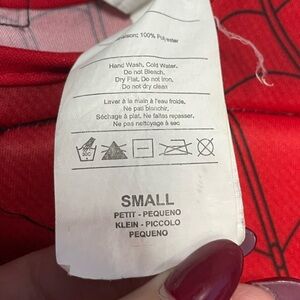 100% Polyester
Hand Wash, Cold Water.
Do not Bleach.
Dry Flat, Do not Iron.
Do not dry clean
Laver à la main à l'eau froide.
Ne pas blanchir.
Séchage à plat. Ne faites repasser.
Ne pas nettoyage à sec
SMALL
PETIT - PEQUENO
KLEIN - PICCOLO
PEQUENO